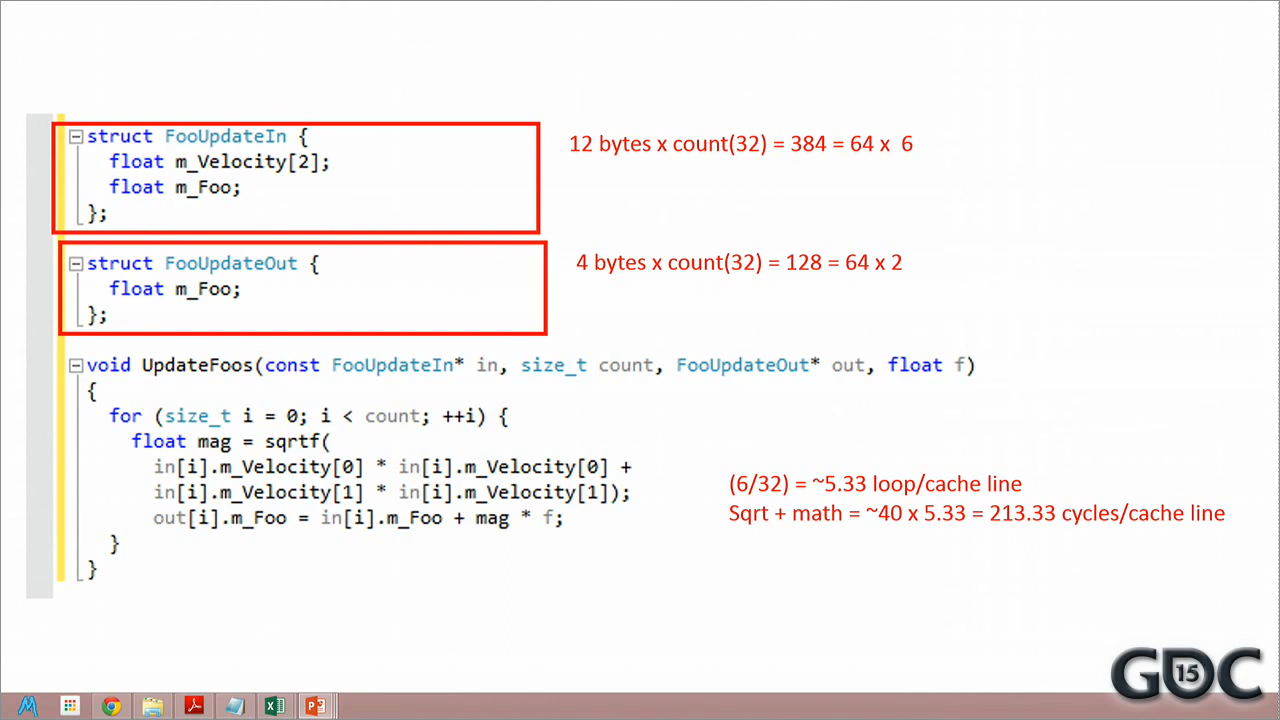 struct FooUpdateIn {
float m_Velocity[2];
float m_Foo;
};
12 bytes x count(32) = 384 = 64 x  6
struct FooUpdateOut {
float m_Foo;
};
4 bytes x count(32) = 128 = 64 x 2
void UpdateFoos(const FooUpdateIn* in, size_t count, FooUpdateOut* out, float f)
{
for (size_t i = 0; i < count; ++i) {
float mag = sqrtf(
in[i].m_Velocity[0] * in[i].m_Velocity[0] +
in[i].m_Velocity[1] * in[i].m_Velocity[1]);
out[i].m_Foo = in[i].m_Foo + mag * f;
}
}
(6/32) = ~5.33 loop/cache line
Sqrt + math = ~40 x 5.33 = 213.33 cycles/cache line
GDC 15